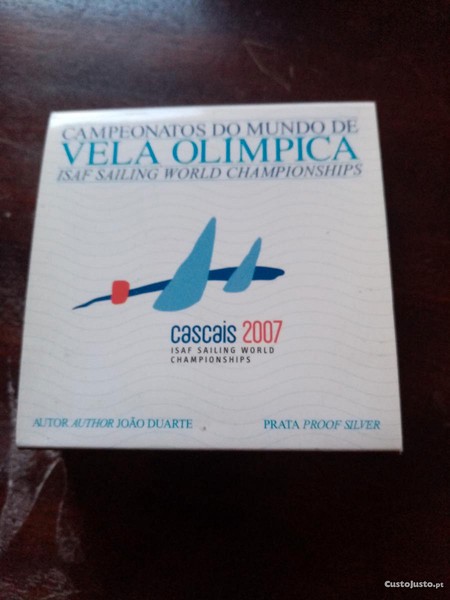 CAMPEONATOS DO MUNDO DE
VELA OLÍMPICA
ISAF SAILING WORLD CHAMPIONSHIPS
cascais 2007
ISAF SAILING WORLD
CHAMPIONSHIPS
AUTOR AUTHOR JOÃO DUARTE
PRATA PROOF SILVER
CustoJusto.pt